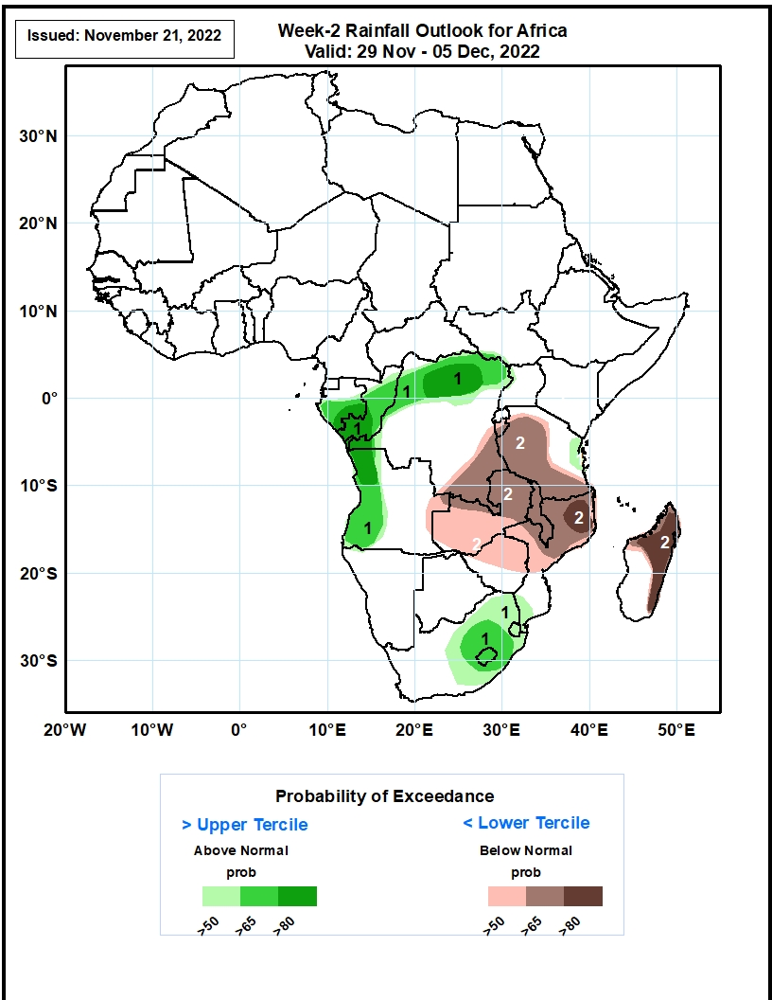 Issued: November 21, 2022
Week-2 Rainfall Outlook for Africa
Valid: 29 Nov - 05 Dec, 2022
30°N
20°N
10°N
0°
10°S
20°S
30°S
1
1
1
1
1
1
2
2
2
2
2
20°W 10°W 0° 10°E 20°E 30°E 40°E 50°E
Probability of Exceedance
> Upper Tercile < Lower Tercile
Above Normal Below Normal
prob prob
>50 >65 >80 >50 >65 >80